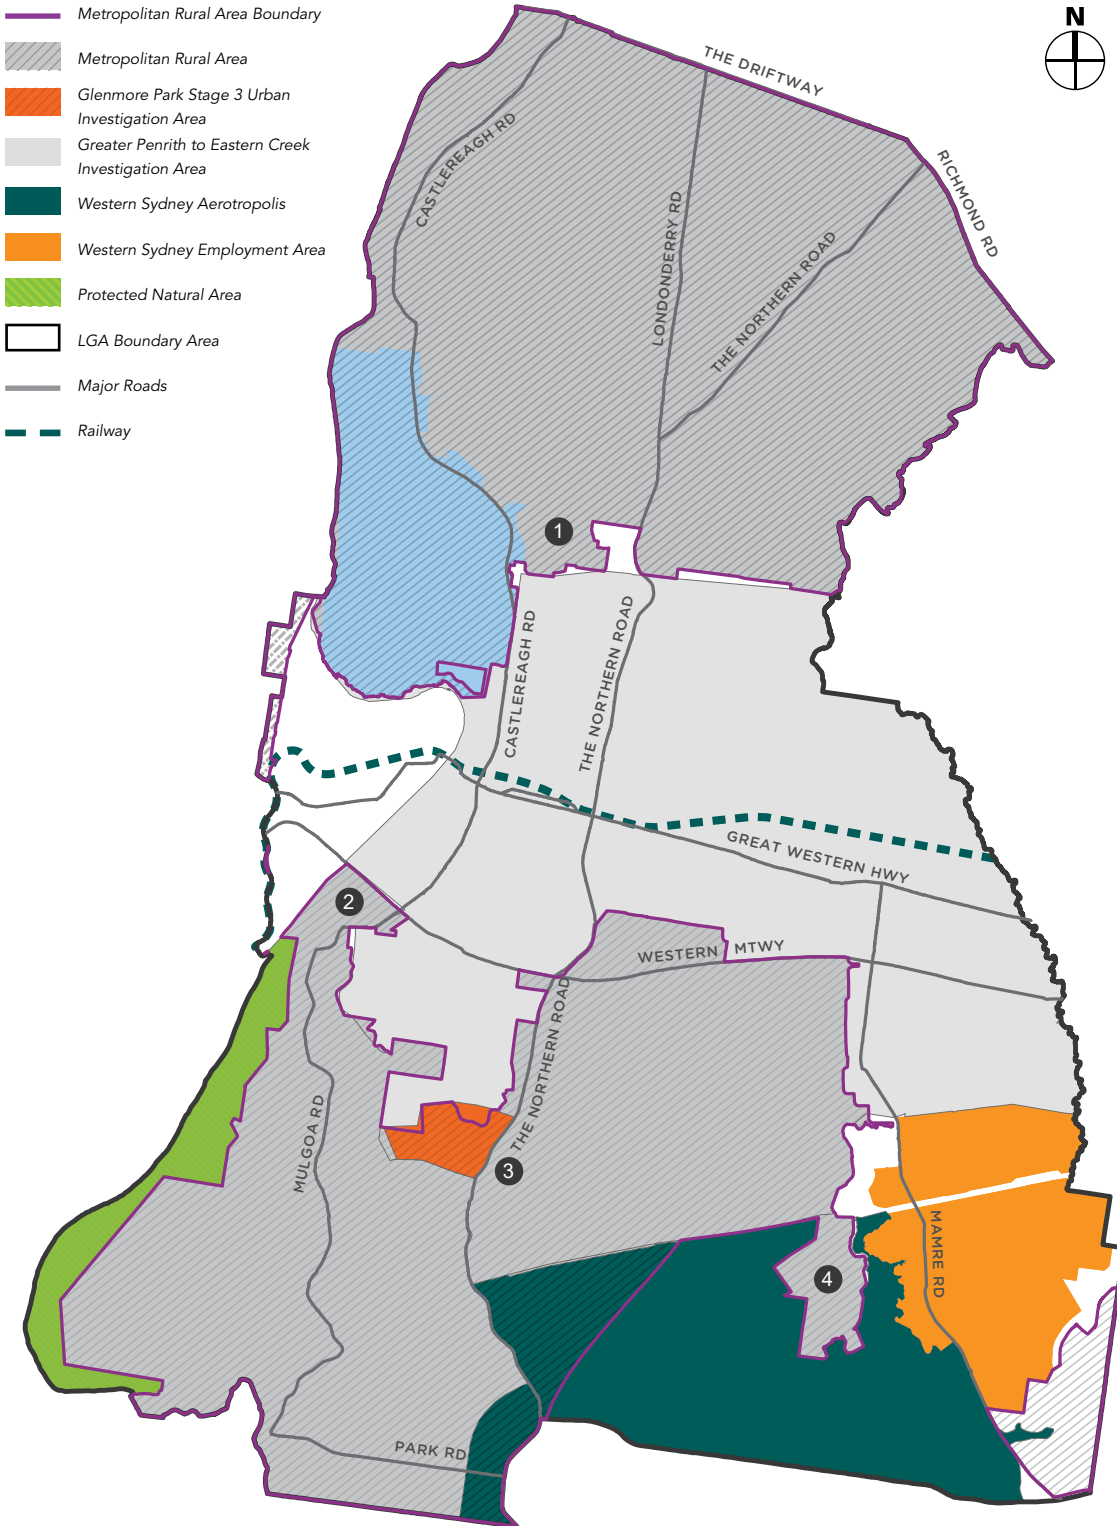 Metropolitan Rural Area Boundary
Metropolitan Rural Area
Glenmore Park Stage 3 Urban
Investigation Area
Greater Penrith to Eastern Creek
Investigation Area
Western Sydney Aerotropolis
Western Sydney Employment Area
Protected Natural Area
LGA Boundary Area
Major Roads
Railway
N
THE DRIFTWAY
CASTLEREAGH RD
RICHMOND RD
LONDONDERRY RD
THE NORTHERN ROAD
1
CASTLEREAGH RD
THE NORTHERN ROAD
GREAT WESTERN HWY
2
WESTERN MTWY
THE NORTHERN ROAD
MULGOA RD
3
MAMRE RD
4
PARK RD